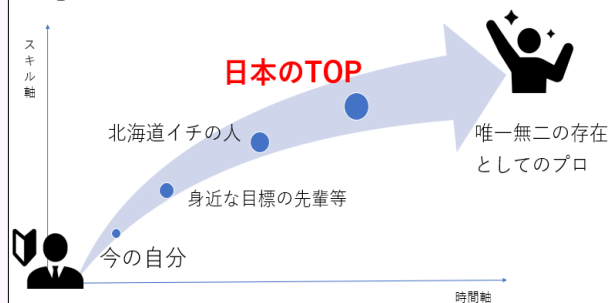 スキル軸
日本のTOP
北海道イチの人
唯一無二の存在
としてのプロ
身近な目標の先輩等
今の自分
時間軸